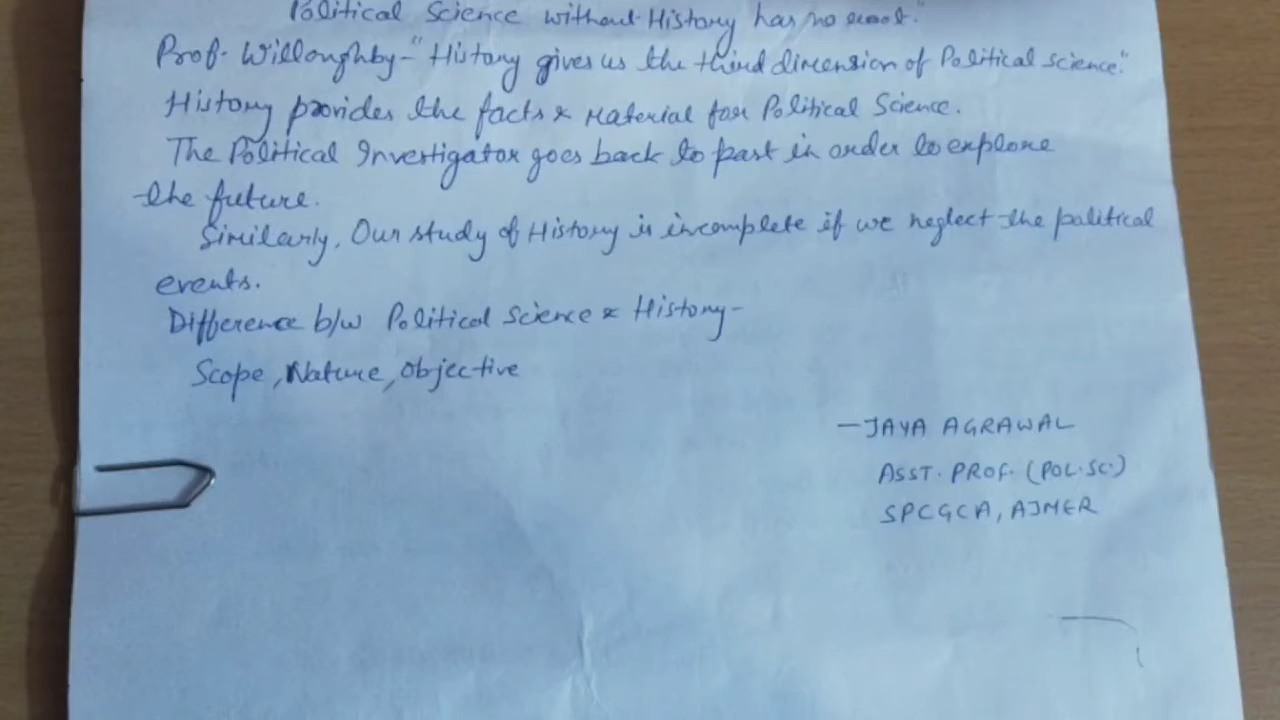 Political Science without History has no root."
Prof. Willoughby - "History gives us the third dimension of Political science."
History provides the facts & Material for Political Science.
The Political Investigator goes back to past in order to explore
the future.
Similarly, Our study of History is incomplete if we neglect the political
events.
Difference b/w Political Science & History-
Scope, Nature, Objective
-JAYA AGRAWAL
ASST. PROF. (POL.SC.)
SPCGCA, AJMER